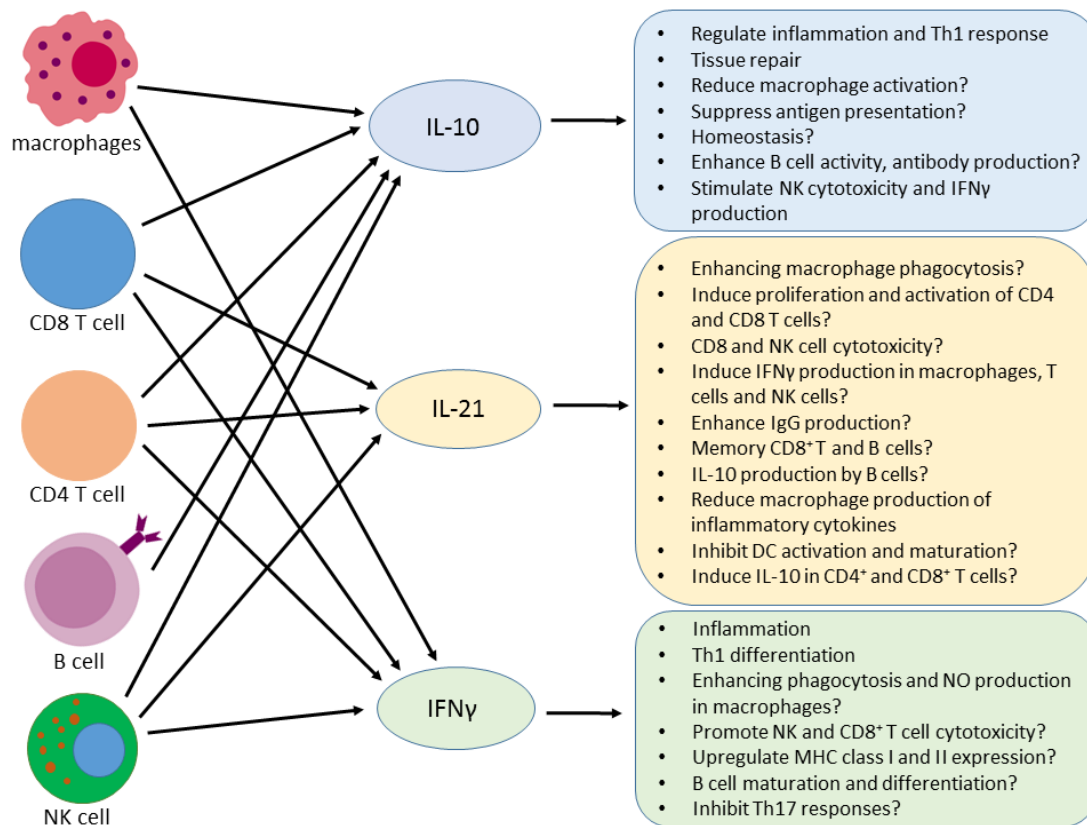 macrophages
CD8 T cell
CD4 T cell
B cell
NK cell
IL-10
IL-21
IFNγ
• Regulate inflammation and Th1 response
• Tissue repair
• Reduce macrophage activation?
• Suppress antigen presentation?
• Homeostasis?
• Enhance B cell activity, antibody production?
• Stimulate NK cytotoxicity and IFNγ
production
• Enhancing macrophage phagocytosis?
• Induce proliferation and activation of CD4
and CD8 T cells?
• CD8 and NK cell cytotoxicity?
• Induce IFNγ production in macrophages, T
cells and NK cells?
• Enhance IgG production?
• Memory CD8⁺ T and B cells?
• IL-10 production by B cells?
• Reduce macrophage production of
inflammatory cytokines
• Inhibit DC activation and maturation?
• Induce IL-10 in CD4⁺ and CD8⁺ T cells?
• Inflammation
• Th1 differentiation
• Enhancing phagocytosis and NO production
in macrophages?
• Promote NK and CD8⁺ T cell cytotoxicity?
• Upregulate MHC class I and II expression?
• B cell maturation and differentiation?
• Inhibit Th17 responses?